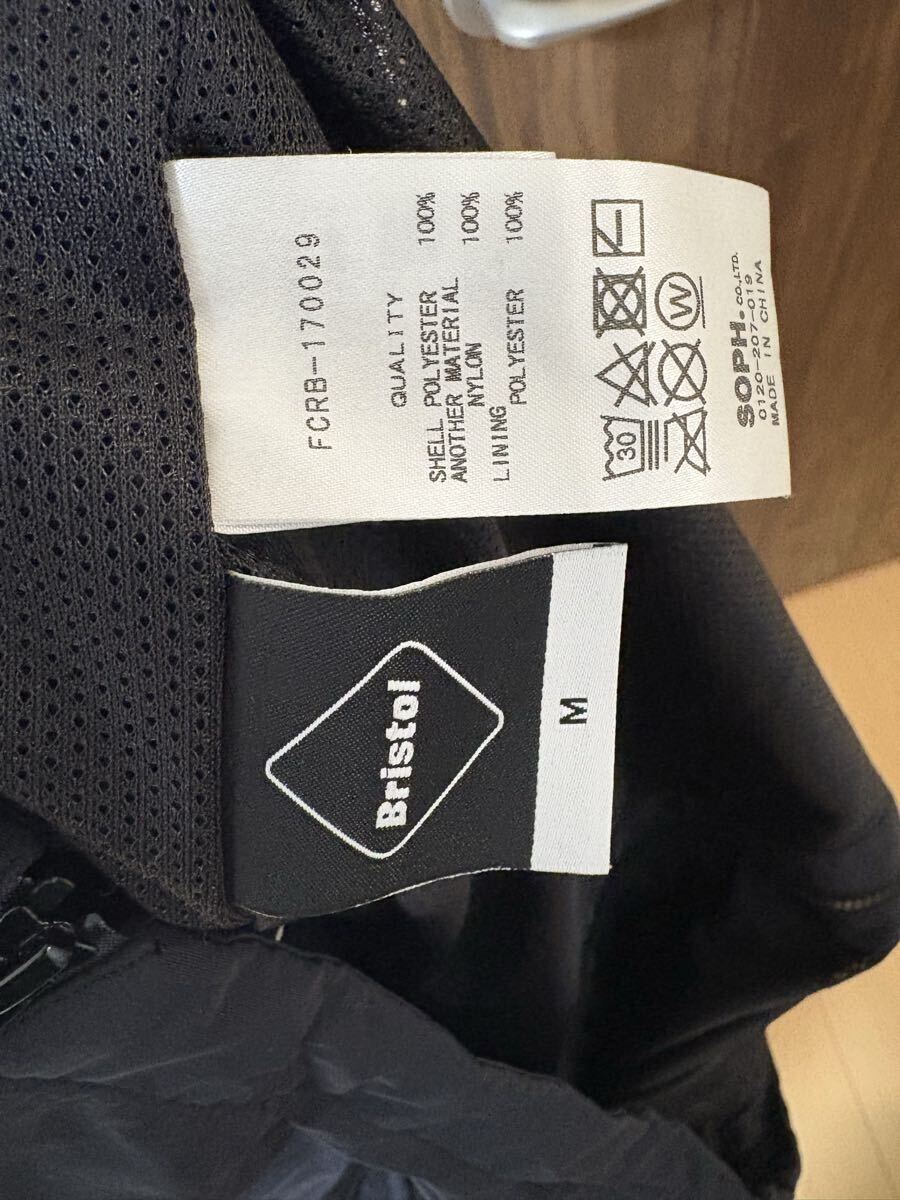 FCRB-170029
QUALITY
SHELL POLYESTER 100%
ANOTHER MATERIAL
NYLON 100%
LINING
POLYESTER 100%
30
W
SOPH. CO.,LTD.
0120-207-019
MADE IN CHINA
Bristol
M